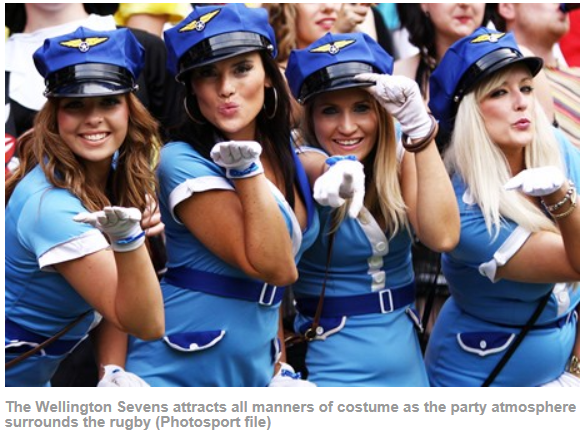 The Wellington Sevens attracts all manners of costume as the party atmosphere
surrounds the rugby (Photosport file)